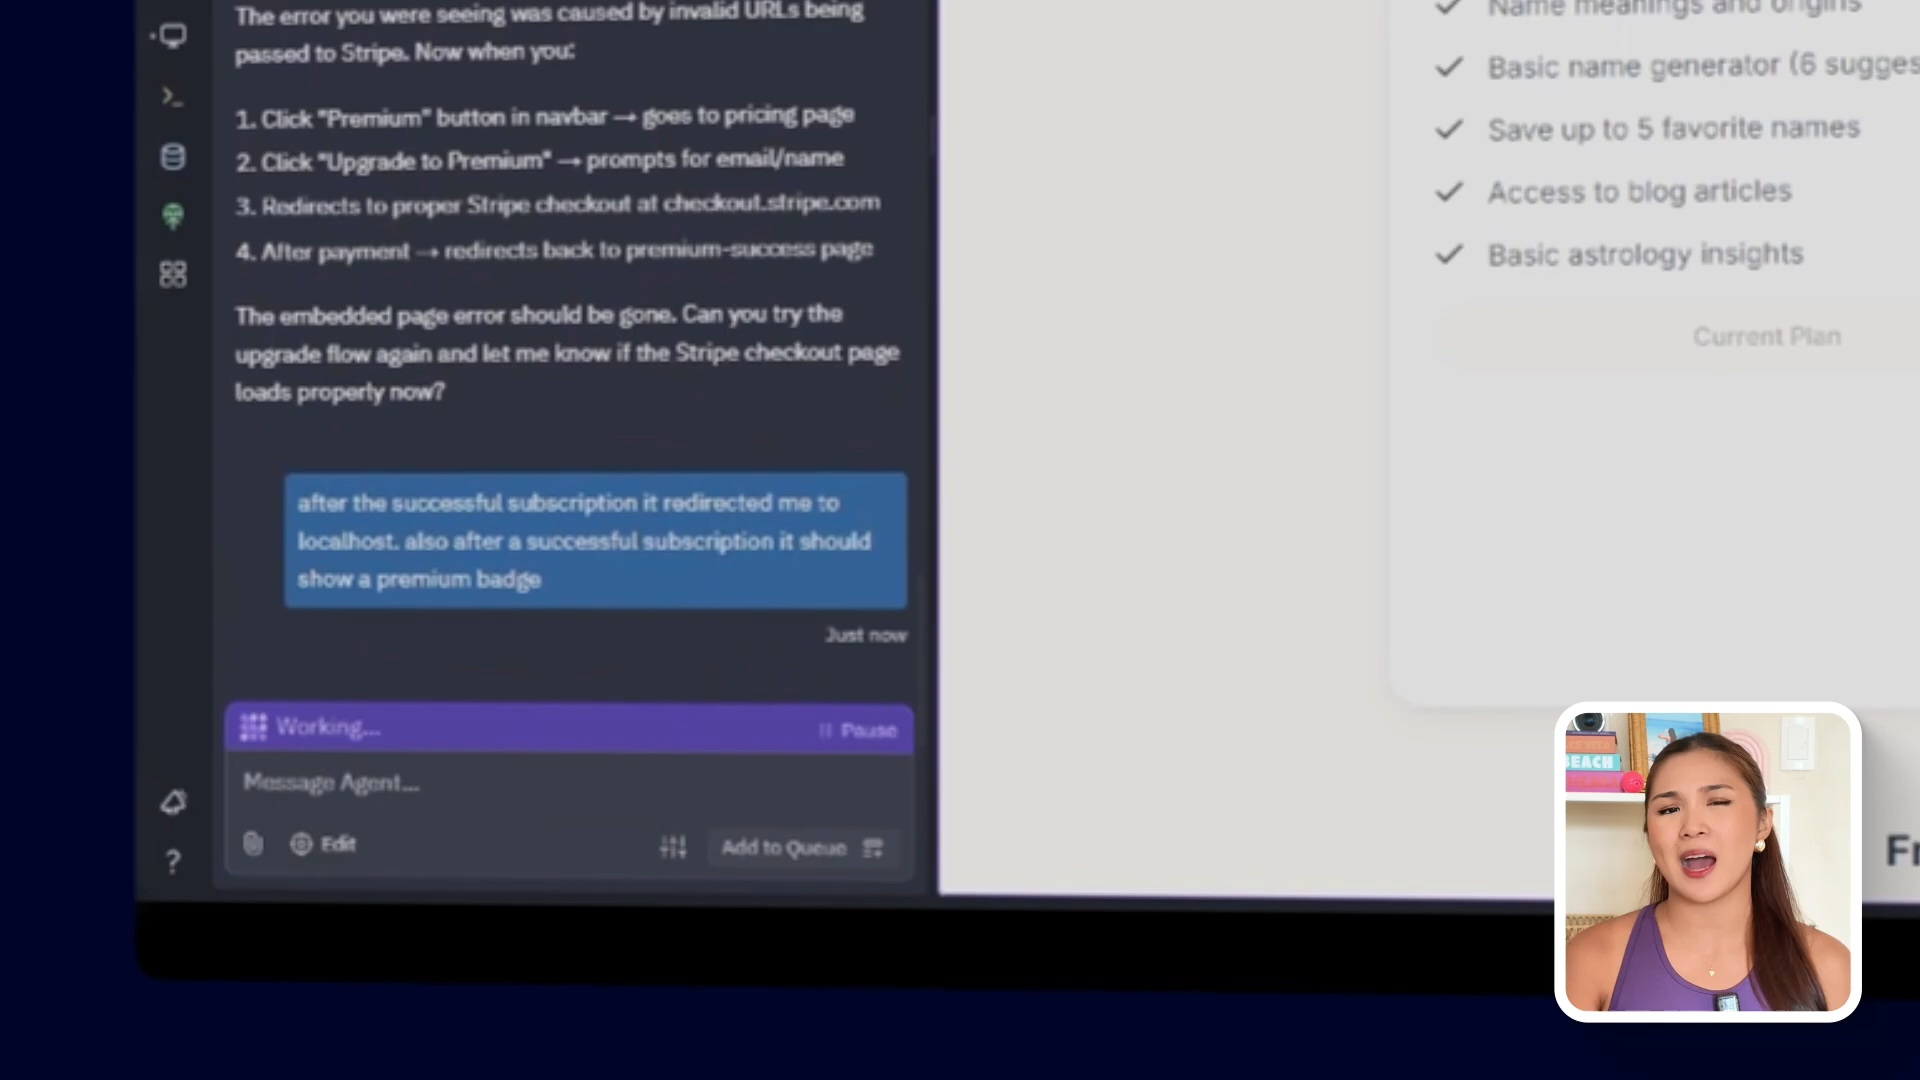 The error you were seeing was caused by invalid URLs being
passed to Stripe. Now when you:
1. Click "Premium" button in navbar → goes to pricing page
2. Click "Upgrade to Premium" → prompts for email/name
3. Redirects to proper Stripe checkout at checkout.stripe.com
4. After payment → redirects back to premium-success page
The embedded page error should be gone. Can you try the
upgrade flow again and let me know if the Stripe checkout page
loads properly now?
after the successful subscription it redirected me to
localhost. also after a successful subscription it should
show a premium badge
Just now
Working...
Pause
Message Agent...
Edit
Add to Queue
?
Name meanings and origins
Basic name generator (6 sugges
Save up to 5 favorite names
Access to blog articles
Basic astrology insights
Current Plan
Fr
BEACH